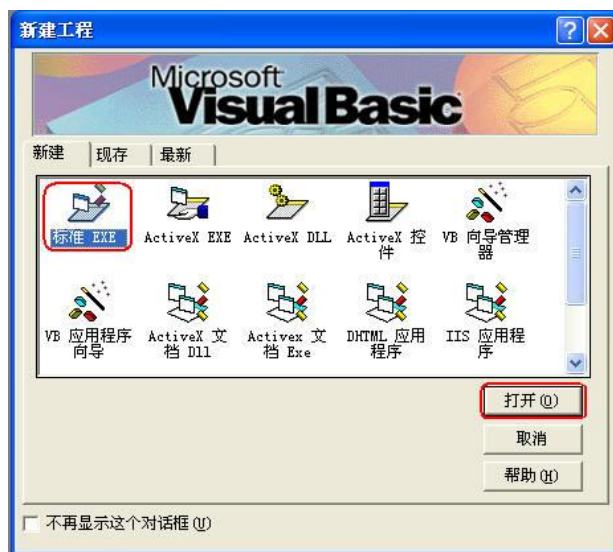 新建工程
Microsoft
Visual Basic
新建 现存 最新
标准 EXE ActiveX EXE ActiveX DLL ActiveX 控件 VB 向导管理器
VB 应用程序向导 ActiveX 文档 Dll Activex 文档 Exe DHTML 应用程序 IIS 应用程序
打开(O)
取消
帮助(H)
不再显示这个对话框(U)